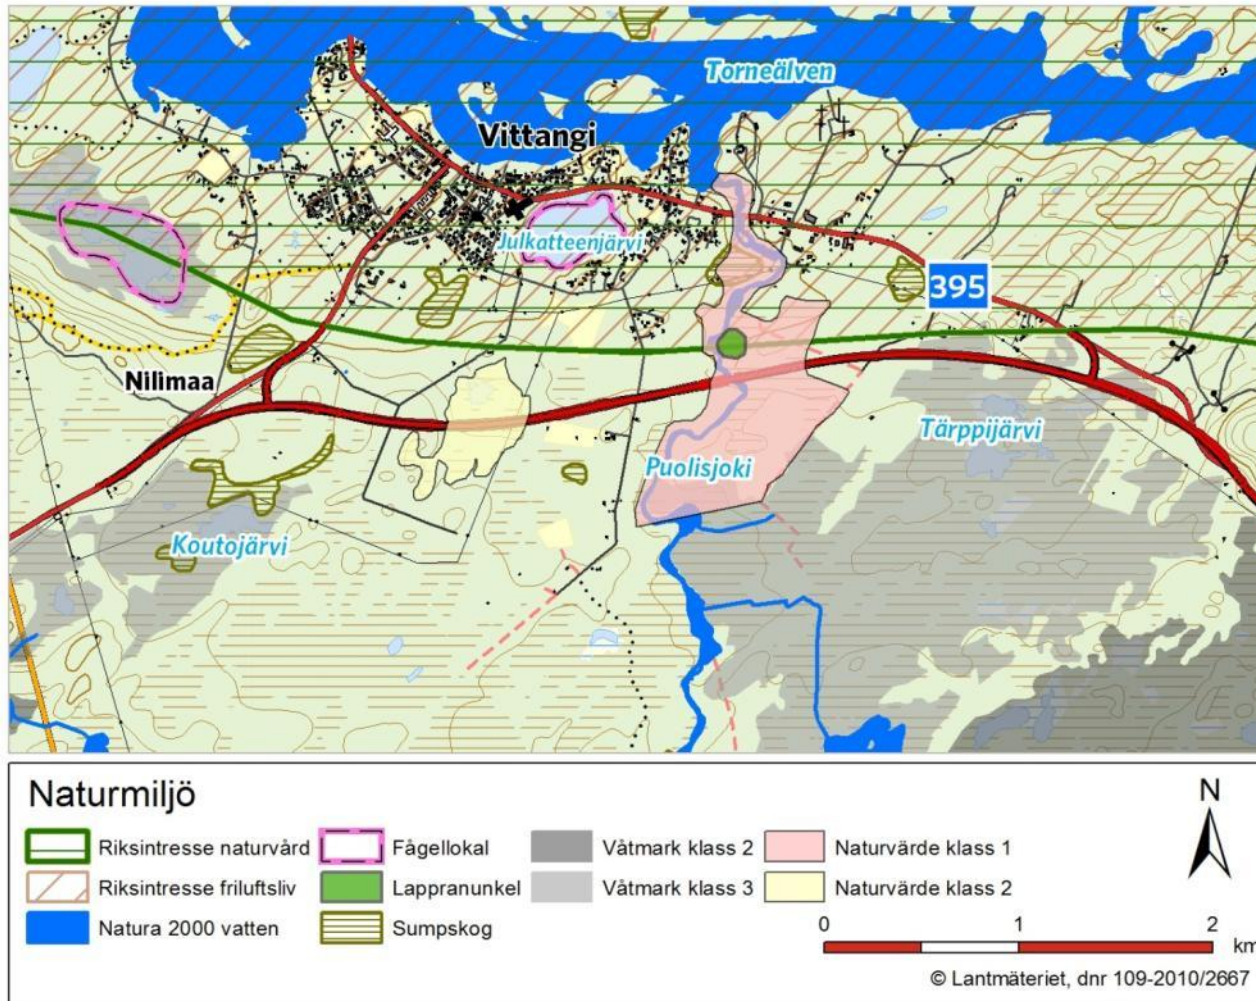 Torneälven
Vittangi
Julkatteenjärvi
395
Nilimaa
Tärppijärvi
Puolisjoki
Koutojärvi
Naturmiljö
N
Riksintresse naturvård
Fågellokal
Våtmark klass 2
Naturvärde klass 1
Riksintresse friluftsliv
Lappranunkel
Våtmark klass 3
Naturvärde klass 2
Natura 2000 vatten
Sumpskog
0 1 2
km
© Lantmäteriet, dnr 109-2010/2667